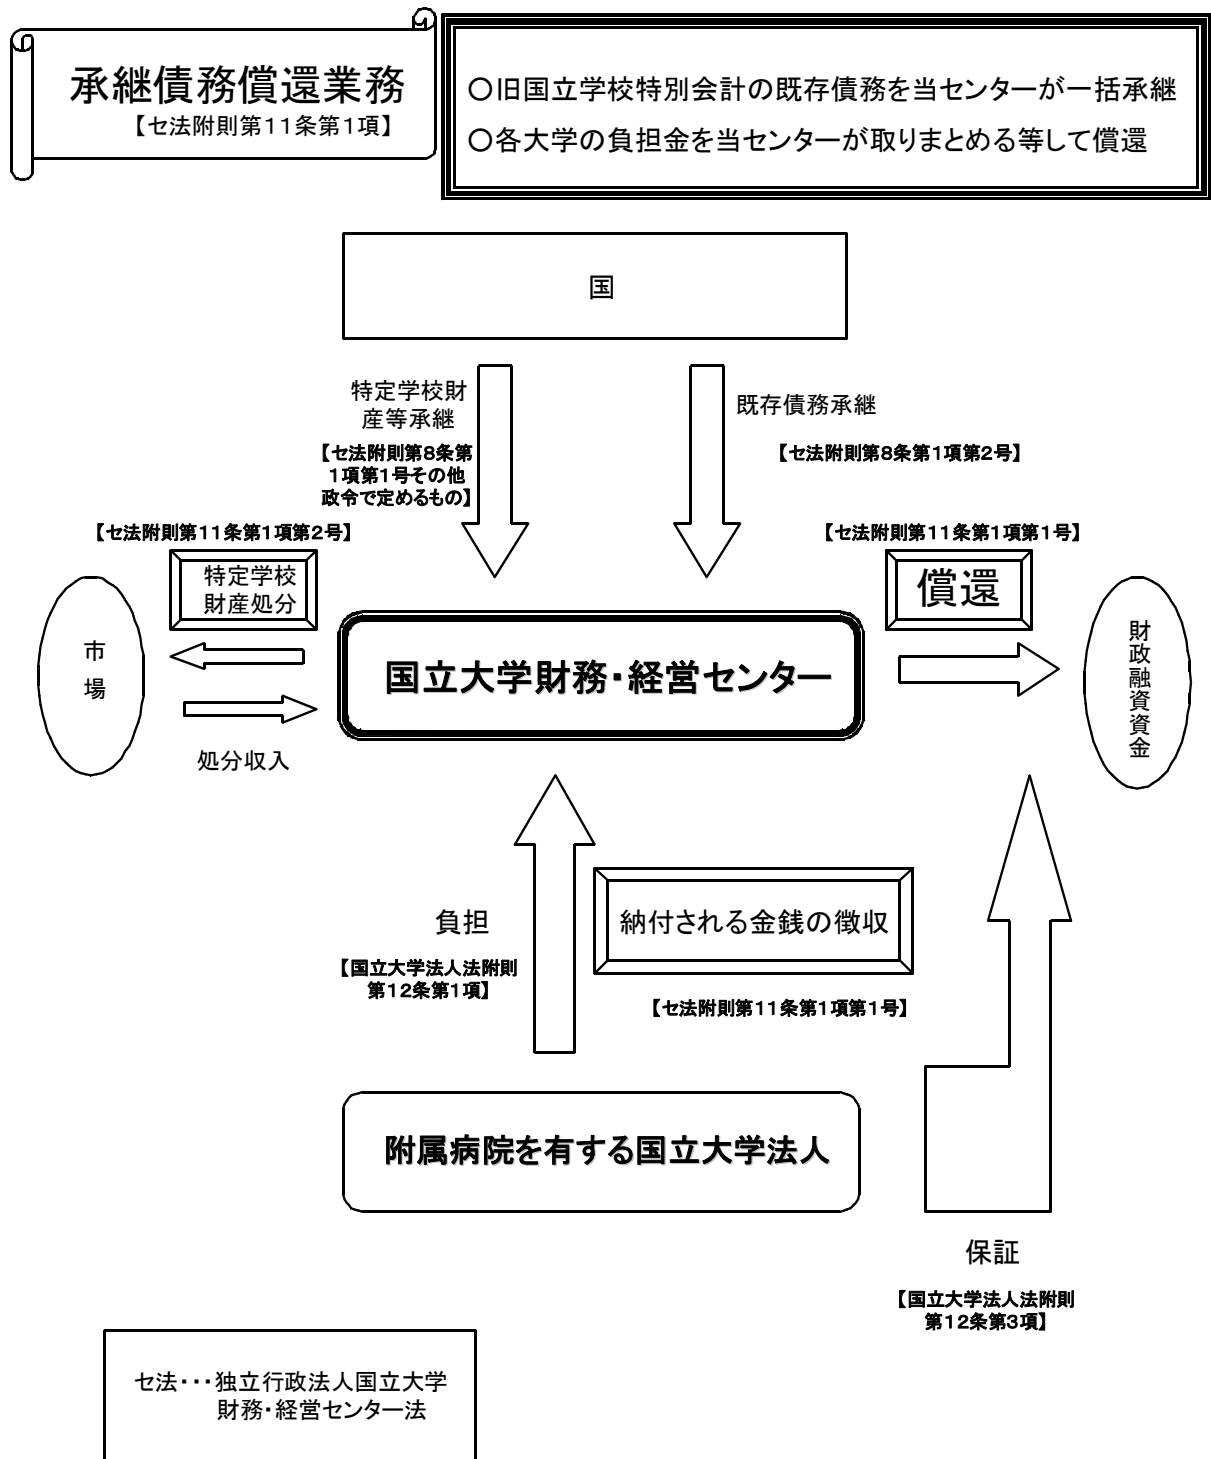 承継債務償還業務
【セ法附則第11条第1項】
○旧国立学校特別会計の既存債務を当センターが一括承継
○各大学の負担金を当センターが取りまとめる等して償還
国
特定学校財
産等承継
【セ法附則第8条第
1項第1号その他
政令で定めるもの】
既存債務承継
【セ法附則第8条第1項第2号】
【セ法附則第11条第1項第2号】
特定学校
財産処分
【セ法附則第11条第1項第1号】
償還
市場
国立大学財務・経営センター
財政融資資金
処分収入
負担
【国立大学法人法附則
第12条第1項】
納付される金銭の徴収
【セ法附則第11条第1項第1号】
附属病院を有する国立大学法人
保証
【国立大学法人法附則
第12条第3項】
セ法・・・独立行政法人国立大学
財務・経営センター法